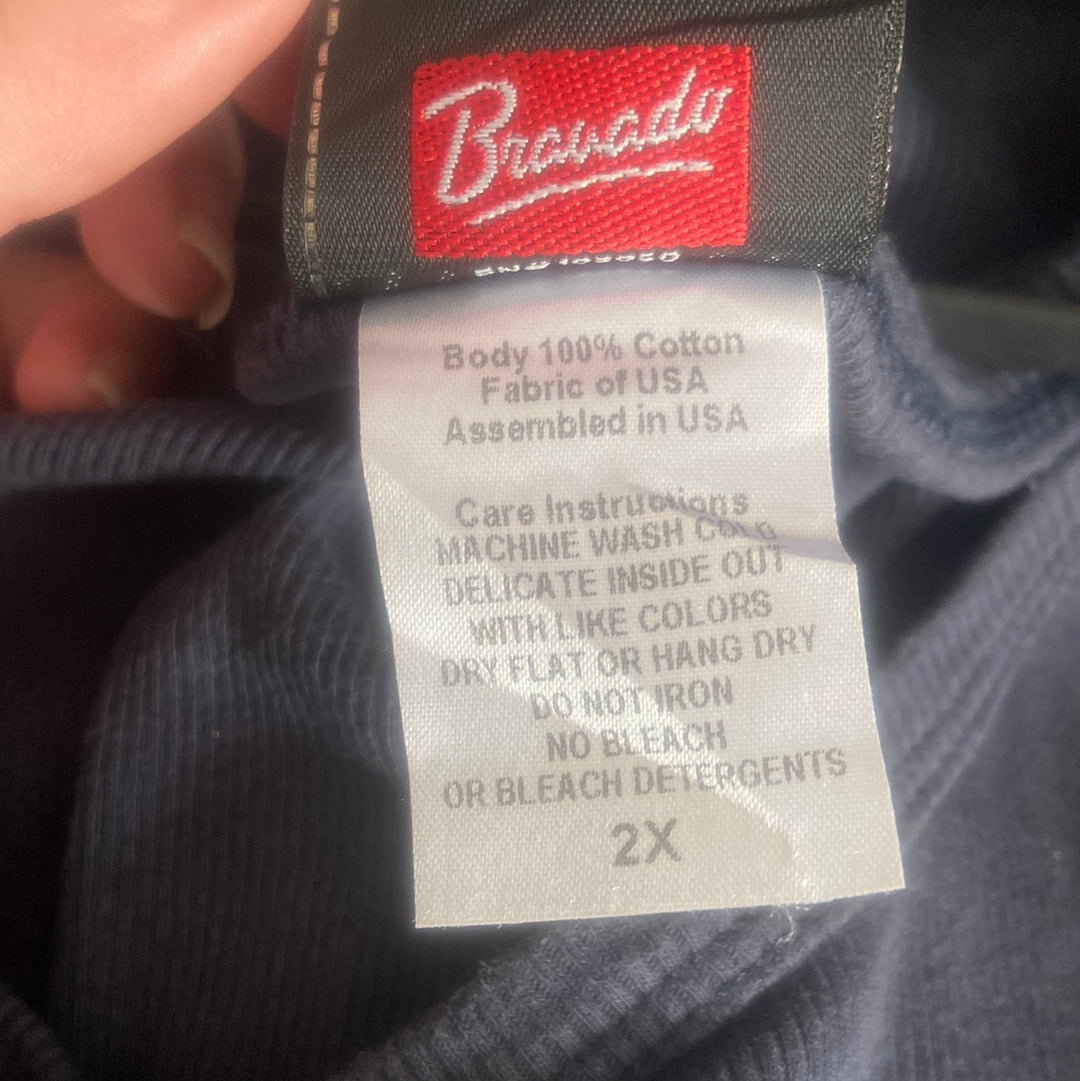 Bravado
Body 100% Cotton
Fabric of USA
Assembled in USA
Care Instructions
MACHINE WASH COLD
DELICATE INSIDE OUT
WITH LIKE COLORS
DRY FLAT OR HANG DRY
DO NOT IRON
NO BLEACH
OR BLEACH DETERGENTS
2X